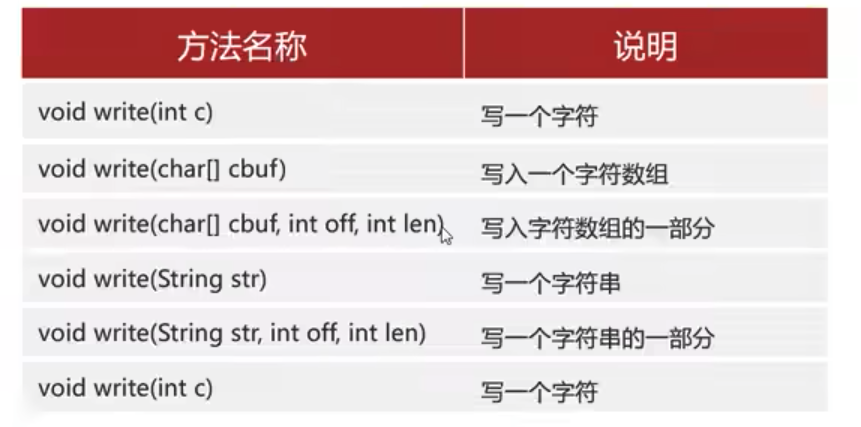 方法名称 说明
void write(int c) 写一个字符
void write(char[] cbuf) 写入一个字符数组
void write(char[] cbuf, int off, int len) 写入字符数组的一部分
void write(String str) 写一个字符串
void write(String str, int off, int len) 写一个字符串的一部分
void write(int c) 写一个字符